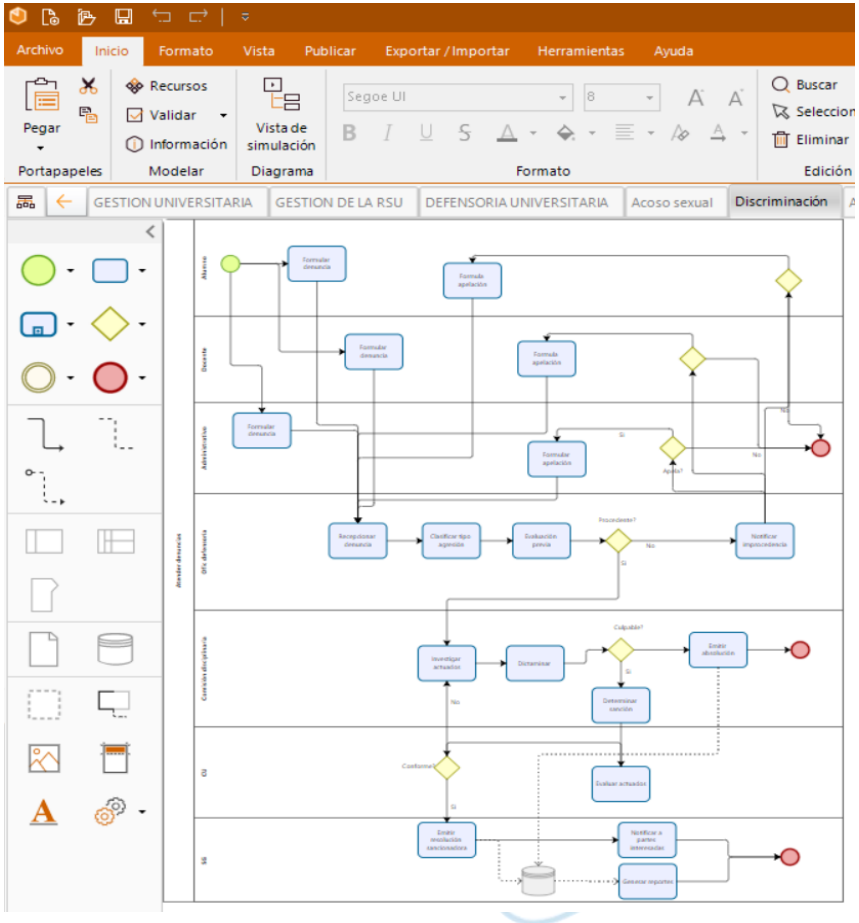 Archivo Inicio Formato Vista Publicar Exportar / Importar Herramientas Ayuda
Pegar
Portapapeles
Recursos
Validar
Información
Modelar
Vista de
simulación
Diagrama
Segoe UI 8
Formato
Buscar
Seleccion
Eliminar
Edición
GESTION UNIVERSITARIA GESTION DE LA RSU DEFENSORIA UNIVERSITARIA Acoso sexual Discriminación A
Atender denuncias
Alumno
Formular
denuncia
Formula
apelación
Docente
Formular
denuncia
Formula
apelación
Administrativo
Formular
denuncia
Formular
apelación
Si
Apela?
No
No
Ofic defensoria
Recepcionar
denuncia
Clasificar tipo
agresión
Evaluación
previa
Procedente?
No
Si
Notificar
improcedencia
Comisión disciplinaria
Investigar
actuados
Dictaminar
Culpable?
Si
Emitir
absolución
Determinar
sanción
No
CU
Conforme?
Evaluar actuados
Si
SG
Emitir
resolución
sancionadora
Notificar a
partes
interesadas
Generar reportes